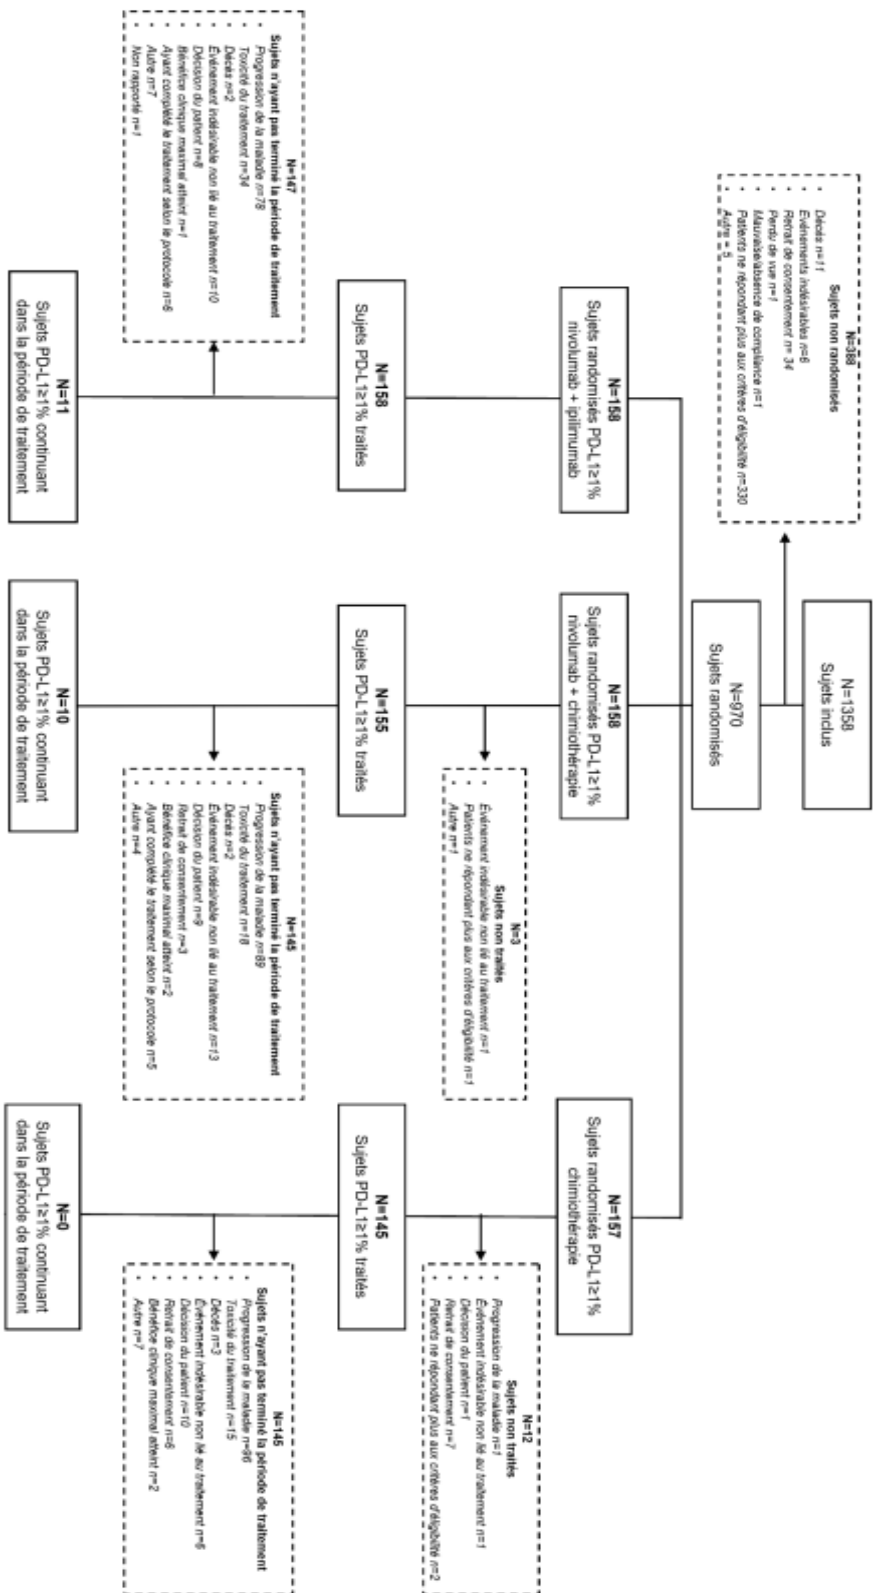 N=1358
Sujets inclus
N=388
Sujets non randomisés
• Décès n=11
• Evénements indésirables n=6
• Retrait de consentement n= 34
• Perdu de vue n=1
• Mauvaise/absence de compliance n=1
• Patients ne répondant plus aux critères d'éligibilité n=330
• Autre = 5
N=970
Sujets randomisés
N=158
Sujets randomisés PD-L1≥1%
nivolumab + ipilimumab
N=158
Sujets randomisés PD-L1≥1%
nivolumab + chimiothérapie
N=157
Sujets randomisés PD-L1≥1%
chimiothérapie
N=3
Sujets non traités
• Événement indésirable non lié au traitement n=1
• Patients ne répondant plus aux critères d'éligibilité n=1
• Autre n=1
N=12
Sujets non traités
• Progression de la maladie n=1
• Événement indésirable non lié au traitement n=1
• Décision du patient n=1
• Retrait de consentement n=7
• Patients ne répondant plus aux critères d'éligibilité n=2
N=158
Sujets PD-L1≥1% traités
N=155
Sujets PD-L1≥1% traités
N=145
Sujets PD-L1≥1% traités
N=147
Sujets n'ayant pas terminé la période de traitement
• Progression de la maladie n=78
• Toxicité du traitement n=34
• Décès n=2
• Événement indésirable non lié au traitement n=10
• Décision du patient n=8
• Bénéfice clinique maximal atteint n=1
• Ayant complété le traitement selon le protocole n=6
• Autre n=7
• Non rapporté n=1
N=145
Sujets n'ayant pas terminé la période de traitement
• Progression de la maladie n=89
• Toxicité du traitement n=18
• Décès n=2
• Événement indésirable non lié au traitement n=13
• Décision du patient n=9
• Retrait de consentement n=3
• Bénéfice clinique maximal atteint n=2
• Ayant complété le traitement selon le protocole n=5
• Autre n=4
N=145
Sujets n'ayant pas terminé la période de traitement
• Progression de la maladie n=96
• Toxicité du traitement n=15
• Décès n=3
• Événement indésirable non lié au traitement n=6
• Décision du patient n=10
• Retrait de consentement n=6
• Bénéfice clinique maximal atteint n=2
• Autre n=7
N=11
Sujets PD-L1≥1% continuant
dans la période de traitement
N=10
Sujets PD-L1≥1% continuant
dans la période de traitement
N=0
Sujets PD-L1≥1% continuant
dans la période de traitement